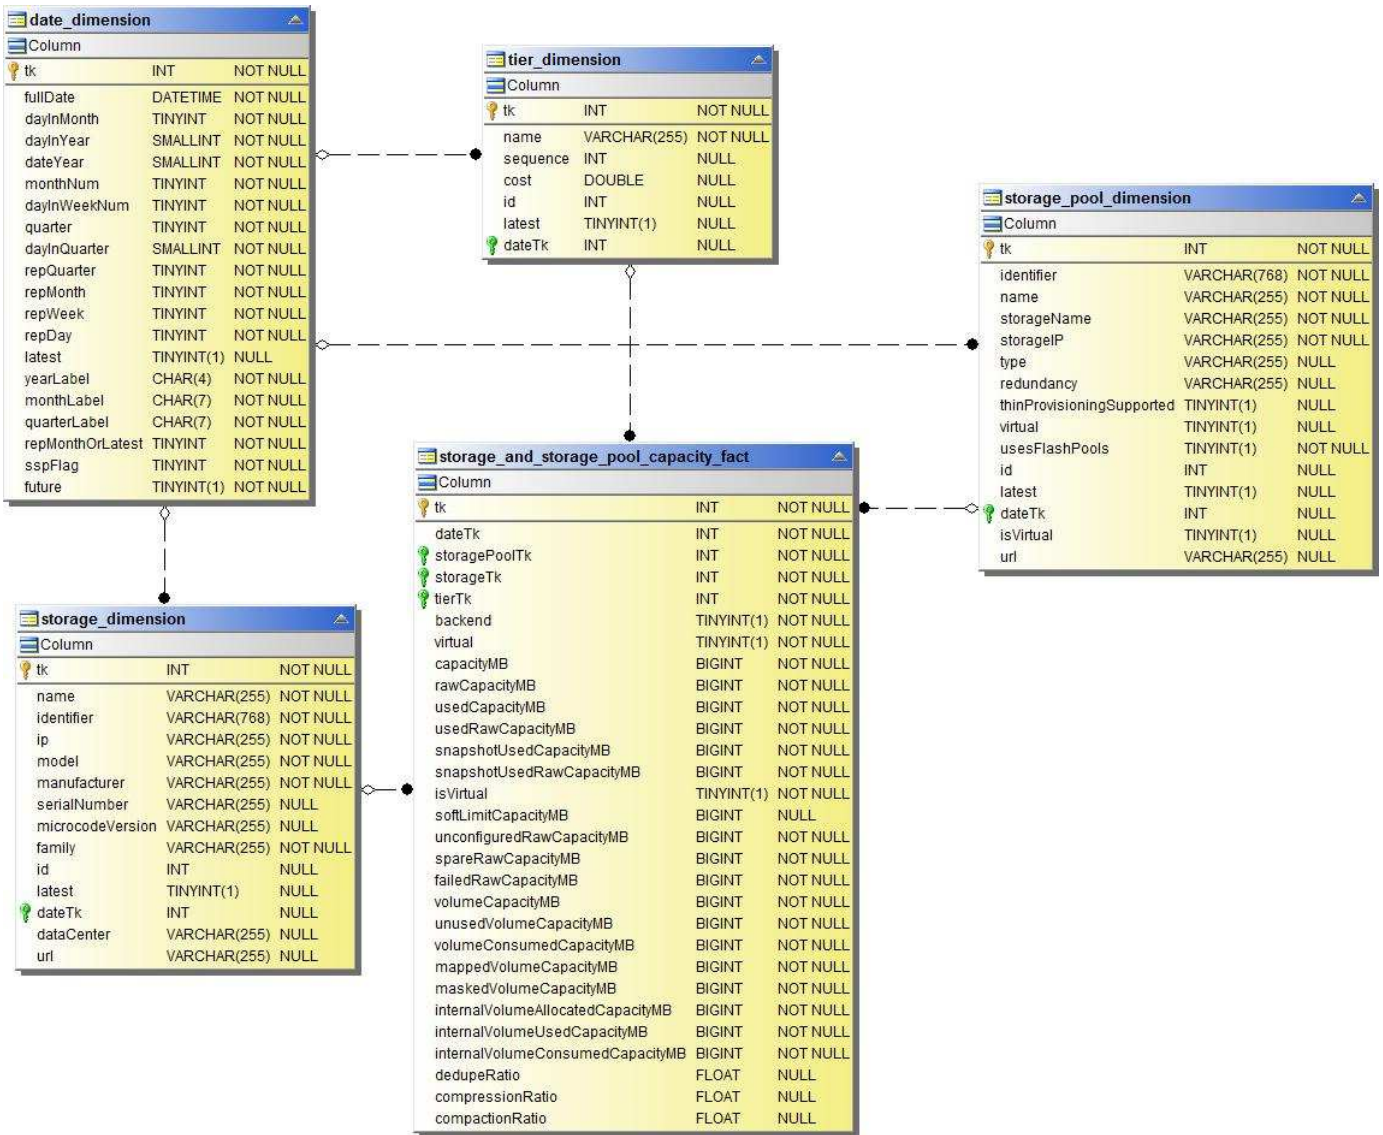 date_dimension
Column
tk INT NOT NULL
fullDate DATETIME NOT NULL
dayInMonth TINYINT NOT NULL
dayInYear SMALLINT NOT NULL
dateYear SMALLINT NOT NULL
monthNum TINYINT NOT NULL
dayInWeekNum TINYINT NOT NULL
quarter TINYINT NOT NULL
dayInQuarter SMALLINT NOT NULL
repQuarter TINYINT NOT NULL
repMonth TINYINT NOT NULL
repWeek TINYINT NOT NULL
repDay TINYINT NOT NULL
latest TINYINT(1) NULL
yearLabel CHAR(4) NOT NULL
monthLabel CHAR(7) NOT NULL
quarterLabel CHAR(7) NOT NULL
repMonthOrLatest TINYINT NOT NULL
sspFlag TINYINT NOT NULL
future TINYINT(1) NOT NULL
tier_dimension
Column
tk INT NOT NULL
name VARCHAR(255) NOT NULL
sequence INT NULL
cost DOUBLE NULL
id INT NULL
latest TINYINT(1) NULL
dateTk INT NULL
storage_pool_dimension
Column
tk INT NOT NULL
identifier VARCHAR(768) NOT NULL
name VARCHAR(255) NOT NULL
storageName VARCHAR(255) NOT NULL
storageIP VARCHAR(255) NOT NULL
type VARCHAR(255) NULL
redundancy VARCHAR(255) NULL
thinProvisioningSupported TINYINT(1) NULL
virtual TINYINT(1) NULL
usesFlashPools TINYINT(1) NOT NULL
id INT NULL
latest TINYINT(1) NULL
dateTk INT NULL
isVirtual TINYINT(1) NULL
url VARCHAR(255) NULL
storage_and_storage_pool_capacity_fact
Column
tk INT NOT NULL
dateTk INT NOT NULL
storagePoolTk INT NOT NULL
storageTk INT NOT NULL
tierTk INT NOT NULL
backend TINYINT(1) NOT NULL
virtual TINYINT(1) NOT NULL
capacityMB BIGINT NOT NULL
rawCapacityMB BIGINT NOT NULL
usedCapacityMB BIGINT NOT NULL
usedRawCapacityMB BIGINT NOT NULL
snapshotUsedCapacityMB BIGINT NOT NULL
snapshotUsedRawCapacityMB BIGINT NOT NULL
isVirtual TINYINT(1) NOT NULL
softLimitCapacityMB BIGINT NULL
unconfiguredRawCapacityMB BIGINT NOT NULL
spareRawCapacityMB BIGINT NOT NULL
failedRawCapacityMB BIGINT NOT NULL
volumeCapacityMB BIGINT NOT NULL
unusedVolumeCapacityMB BIGINT NOT NULL
volumeConsumedCapacityMB BIGINT NOT NULL
mappedVolumeCapacityMB BIGINT NOT NULL
maskedVolumeCapacityMB BIGINT NOT NULL
internalVolumeAllocatedCapacityMB BIGINT NOT NULL
internalVolumeUsedCapacityMB BIGINT NOT NULL
internalVolumeConsumedCapacityMB BIGINT NOT NULL
dedupeRatio FLOAT NULL
compressionRatio FLOAT NULL
compactionRatio FLOAT NULL
storage_dimension
Column
tk INT NOT NULL
name VARCHAR(255) NOT NULL
identifier VARCHAR(768) NOT NULL
ip VARCHAR(255) NOT NULL
model VARCHAR(255) NOT NULL
manufacturer VARCHAR(255) NOT NULL
serialNumber VARCHAR(255) NULL
microcodeVersion VARCHAR(255) NULL
family VARCHAR(255) NOT NULL
id INT NULL
latest TINYINT(1) NULL
dateTk INT NULL
dataCenter VARCHAR(255) NULL
url VARCHAR(255) NULL